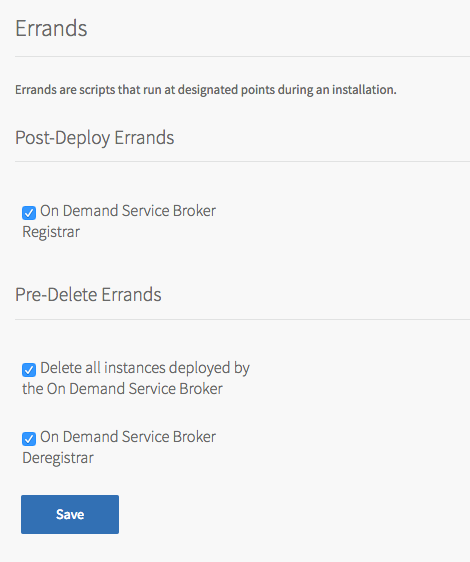 Errands
Errands are scripts that run at designated points during an installation.
Post-Deploy Errands
On Demand Service Broker
Registrar
Pre-Delete Errands
Delete all instances deployed by
the On Demand Service Broker
On Demand Service Broker
Deregistrar
Save